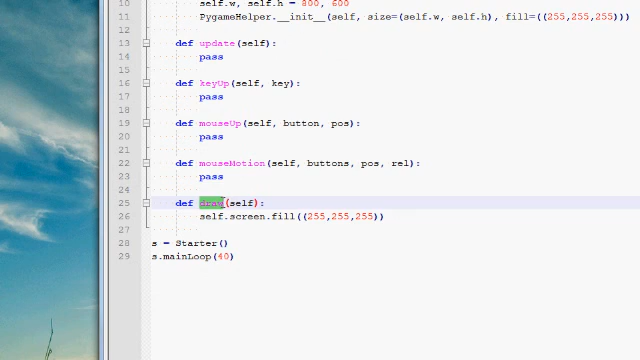 10 self.w, self.h = 800, 600
11 PygameHelper.__init__(self, size=(self.w, self.h), fill=((255,255,255)))
12
13 def update(self):
14 pass
15
16 def keyUp(self, key):
17 pass
18
19 def mouseUp(self, button, pos):
20 pass
21
22 def mouseMotion(self, buttons, pos, rel):
23 pass
24
25 def draw(self):
26 self.screen.fill((255,255,255))
27
28 s = Starter()
29 s.mainLoop(40)